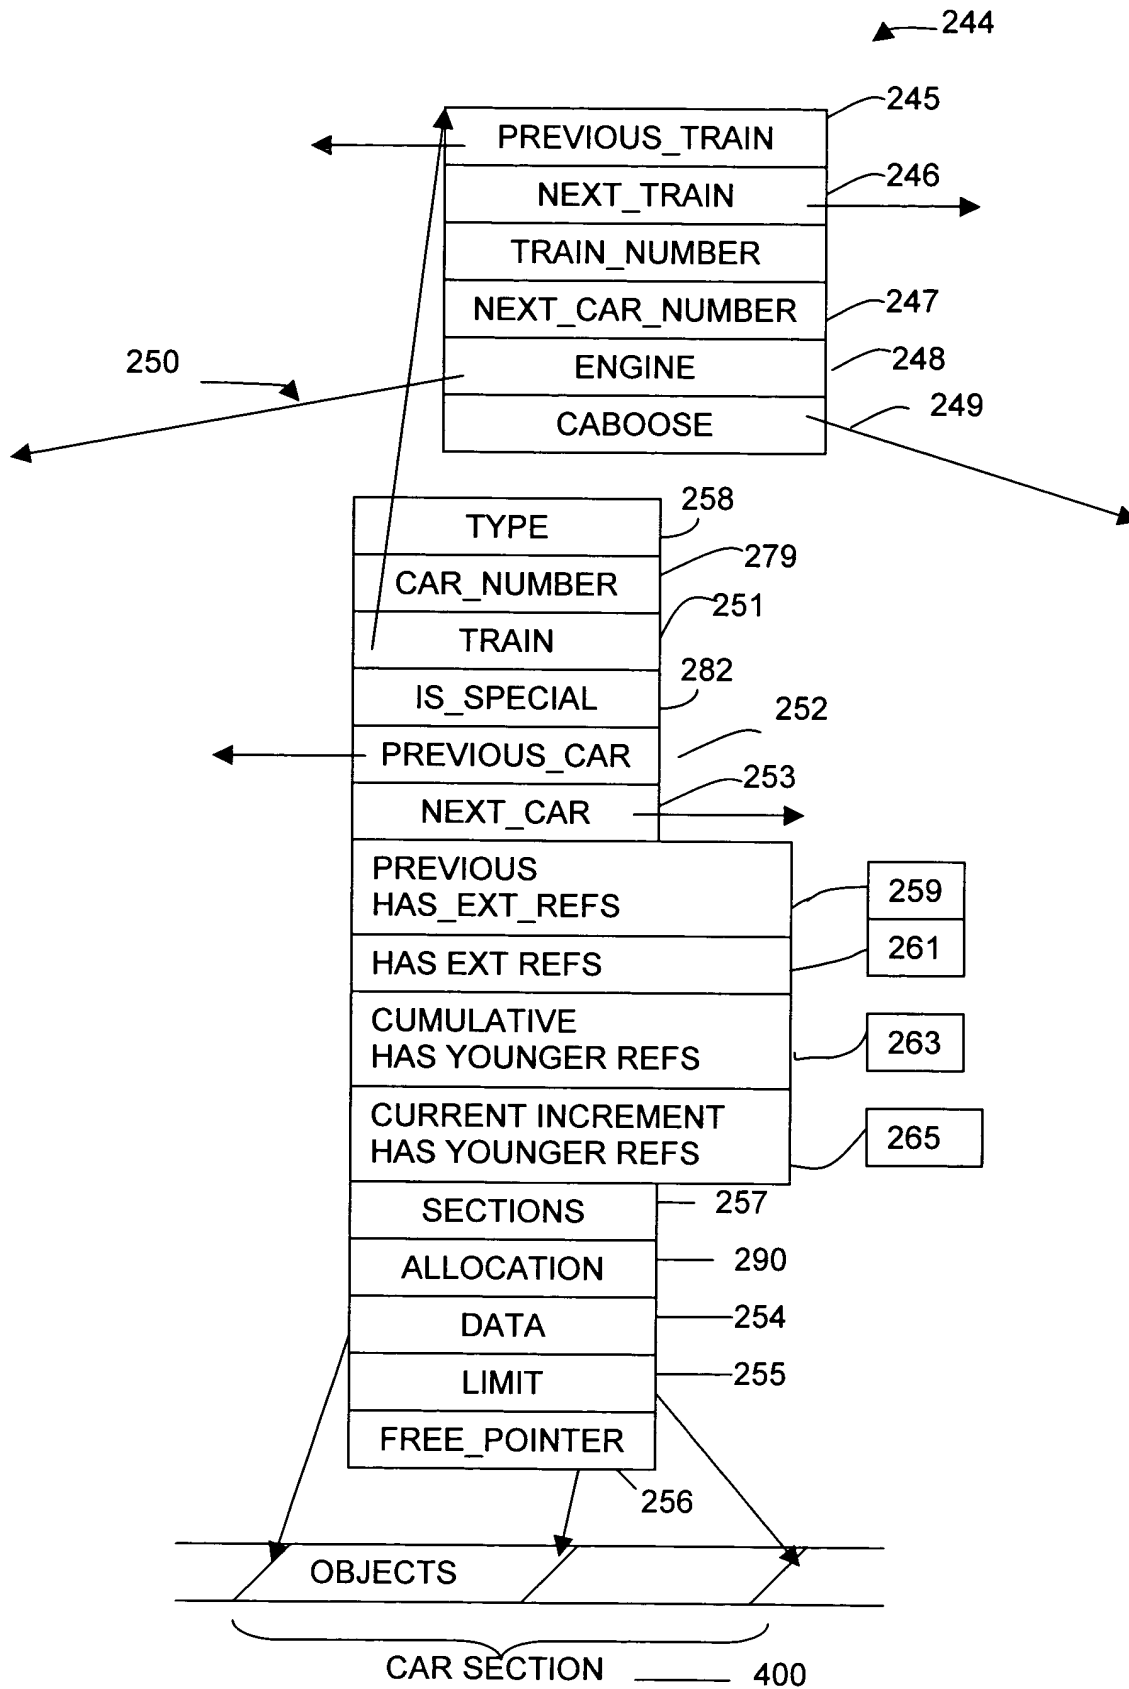 244
245
PREVIOUS_TRAIN
246
NEXT_TRAIN
TRAIN_NUMBER
247
NEXT_CAR_NUMBER
250
248
ENGINE
249
CABOOSE
258
TYPE
279
CAR_NUMBER
251
TRAIN
282
IS_SPECIAL
252
PREVIOUS_CAR
253
NEXT_CAR
PREVIOUS
HAS_EXT_REFS
259
HAS EXT REFS
261
CUMULATIVE
HAS YOUNGER REFS
263
CURRENT INCREMENT
HAS YOUNGER REFS
265
SECTIONS
257
ALLOCATION
290
DATA
254
LIMIT
255
FREE_POINTER
256
OBJECTS
CAR SECTION
400